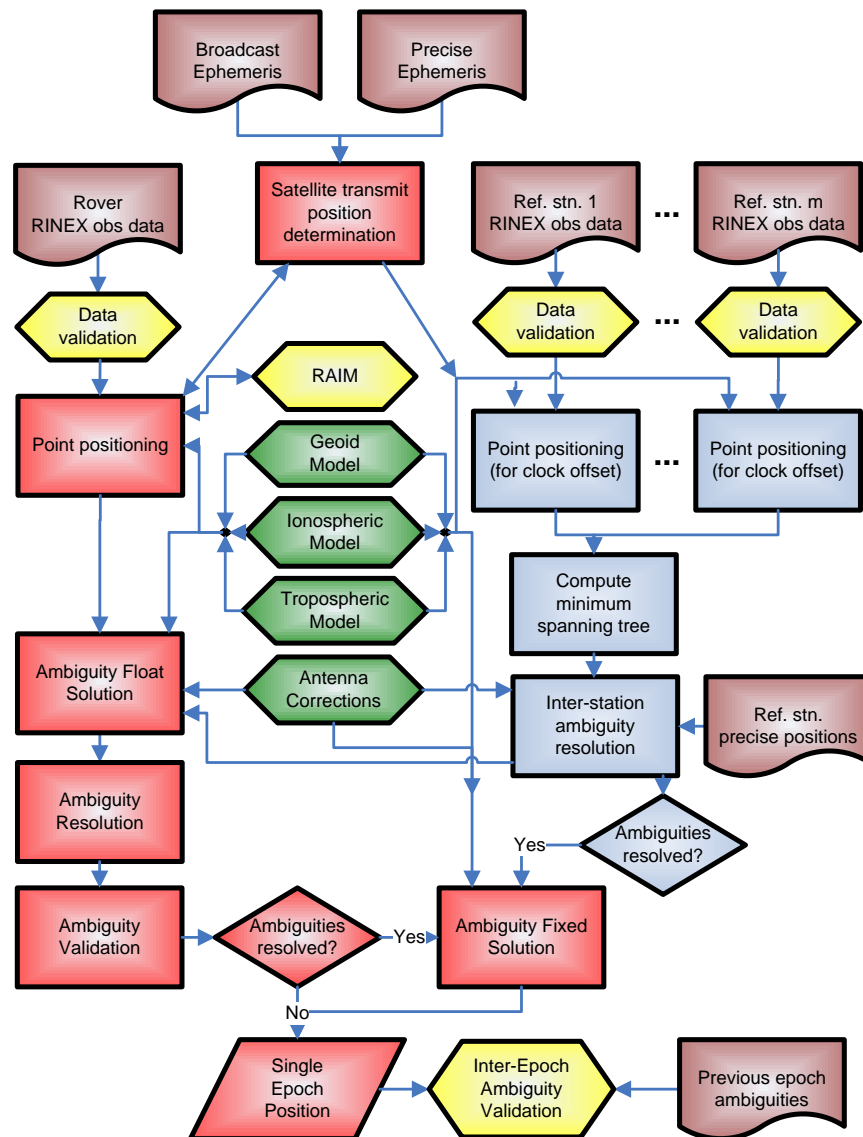 Broadcast
Ephemeris
Precise
Ephemeris
Rover
RINEX obs data
Satellite transmit
position
determination
Ref. stn. 1
RINEX obs data
...
Ref. stn. m
RINEX obs data
Data
validation
Data
validation
...
Data
validation
RAIM
Point positioning
Geoid
Model
Point positioning
(for clock offset)
...
Point positioning
(for clock offset)
Ionospheric
Model
Tropospheric
Model
Compute
minimum
spanning tree
Ambiguity Float
Solution
Antenna
Corrections
Inter-station
ambiguity
resolution
Ref. stn.
precise positions
Ambiguity
Resolution
Yes
Ambiguities
resolved?
Ambiguity
Validation
Ambiguities
resolved?
Yes
Ambiguity Fixed
Solution
No
Single
Epoch
Position
Inter-Epoch
Ambiguity
Validation
Previous epoch
ambiguities